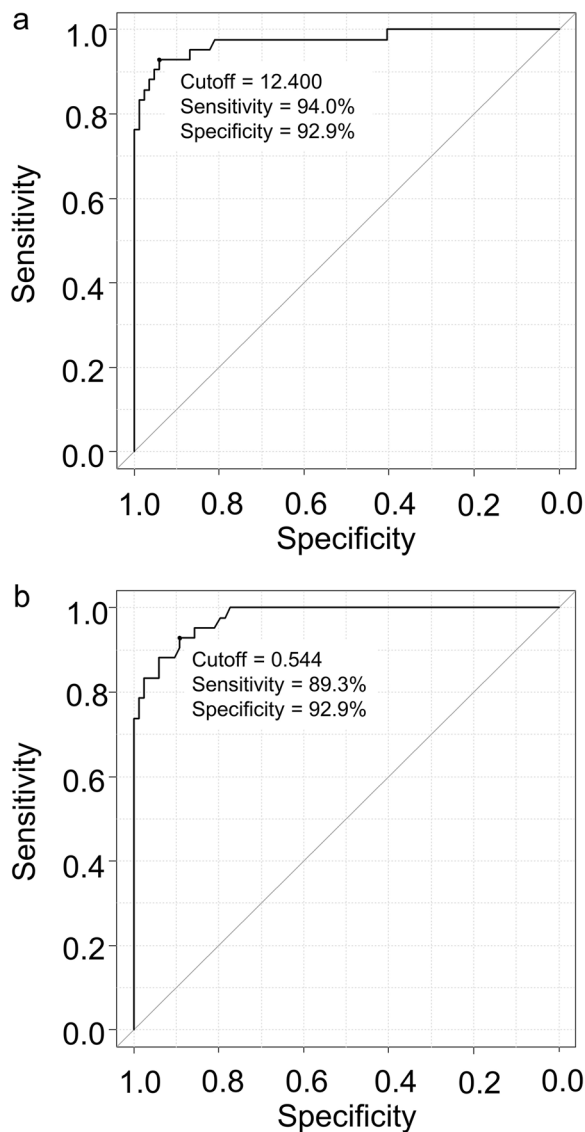 a
1.0
0.8
0.6
0.4
0.2
0.0
Sensitivity
Cutoff = 12.400
Sensitivity = 94.0%
Specificity = 92.9%
1.0 0.8 0.6 0.4 0.2 0.0
Specificity
b
1.0
0.8
0.6
0.4
0.2
0.0
Sensitivity
Cutoff = 0.544
Sensitivity = 89.3%
Specificity = 92.9%
1.0 0.8 0.6 0.4 0.2 0.0
Specificity